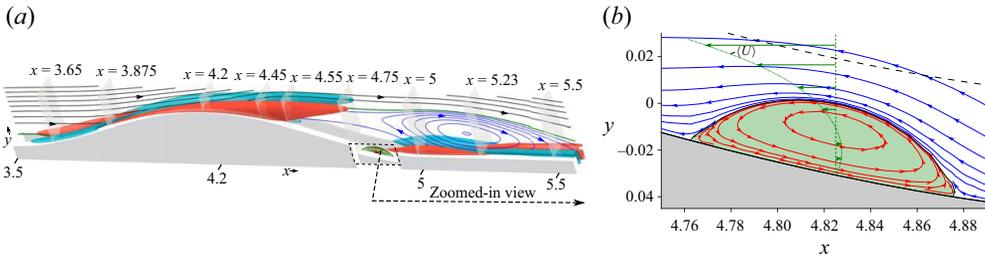 (a)
x = 3.65
x = 3.875
x = 4.2
x = 4.45
x = 4.55
x = 4.75
x = 5
x = 5.23
x = 5.5
y
3.5
4.2
x
5
5.5
Zoomed-in view
(b)
0.02
0
−0.02
0.04
y
⟨U⟩
4.76 4.78 4.80 4.82 4.84 4.86 4.88
x